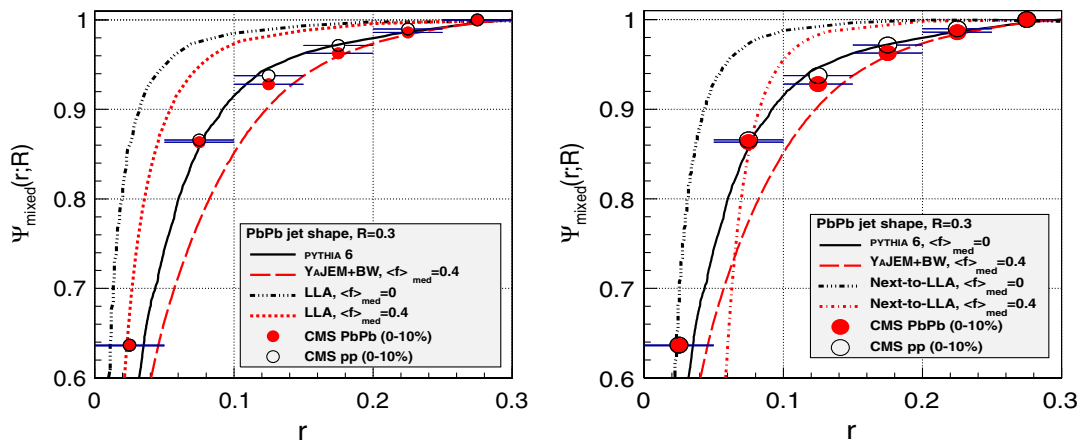 1
0.9
0.8
0.7
0.6
Ψmixed(r;R)
PbPb jet shape, R=0.3
PYTHIA 6
YAJEM+BW, <f>med=0.4
LLA, <f>med=0
LLA, <f>med=0.4
CMS PbPb (0-10%)
CMS pp (0-10%)
0 0.1 0.2 0.3
r
1
0.9
0.8
0.7
0.6
Ψmixed(r;R)
PbPb jet shape, R=0.3
PYTHIA 6, <f>med=0
YAJEM+BW, <f>med=0.4
Next-to-LLA, <f>med=0
Next-to-LLA, <f>med=0.4
CMS PbPb (0-10%)
CMS pp (0-10%)
0 0.1 0.2 0.3
r